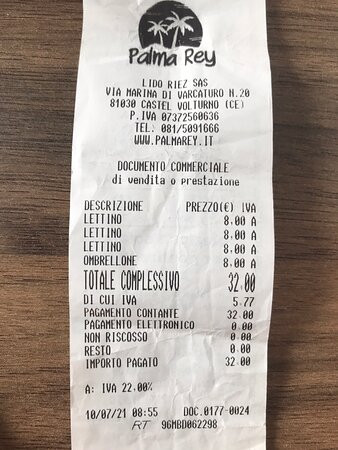 Palma Rey
LIDO RIEZ SAS
VIA MARINA DI VARCATURO N.20
81030 CASTEL VOLTURNO (CE)
P.IVA 07372560636
TEL: 081/5091666
WWW.PALMAREY.IT
DOCUMENTO COMMERCIALE
di vendita o prestazione
DESCRIZIONE PREZZO(€) IVA
LETTINO 8.00 A
LETTINO 8.00 A
LETTINO 8.00 A
OMBRELLONE 8.00 A
TOTALE COMPLESSIVO 32.00
DI CUI IVA 5.77
PAGAMENTO CONTANTE 32.00
PAGAMENTO ELETTRONICO 0.00
NON RISCOSSO 0.00
RESTO 0.00
IMPORTO PAGATO 32.00
A: IVA 22.00%
10/07/21 08:55 DOC.0177-0024
RT 96MBD062298